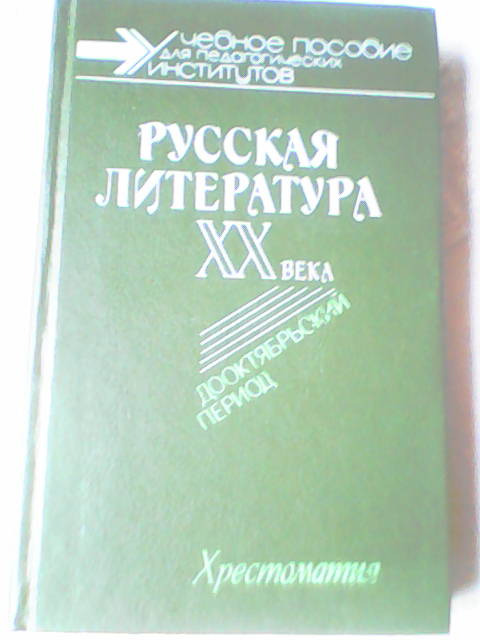 Учебное пособие
для педагогических
институтов
Русская
литература
XX века
дооктябрьский
период
Хрестоматия